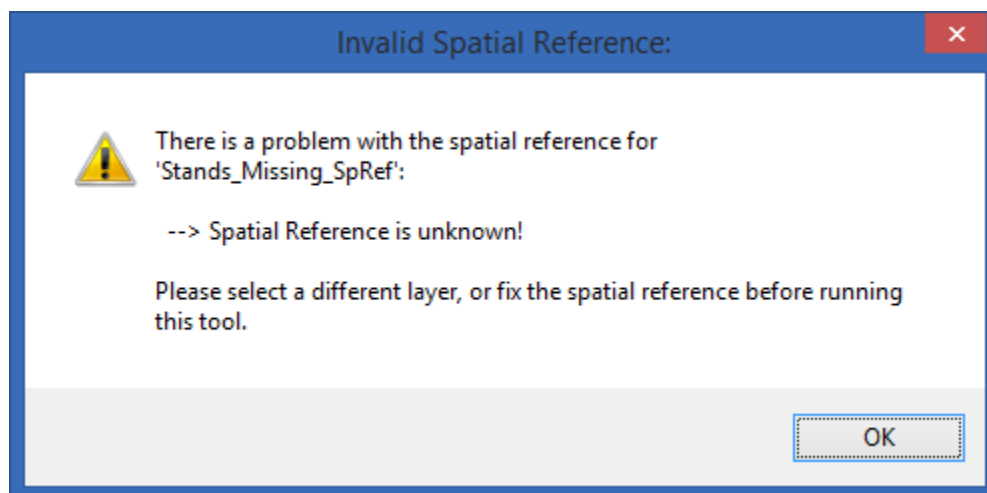 Invalid Spatial Reference:
There is a problem with the spatial reference for
'Stands_Missing_SpRef':
--> Spatial Reference is unknown!
Please select a different layer, or fix the spatial reference before running
this tool.
OK